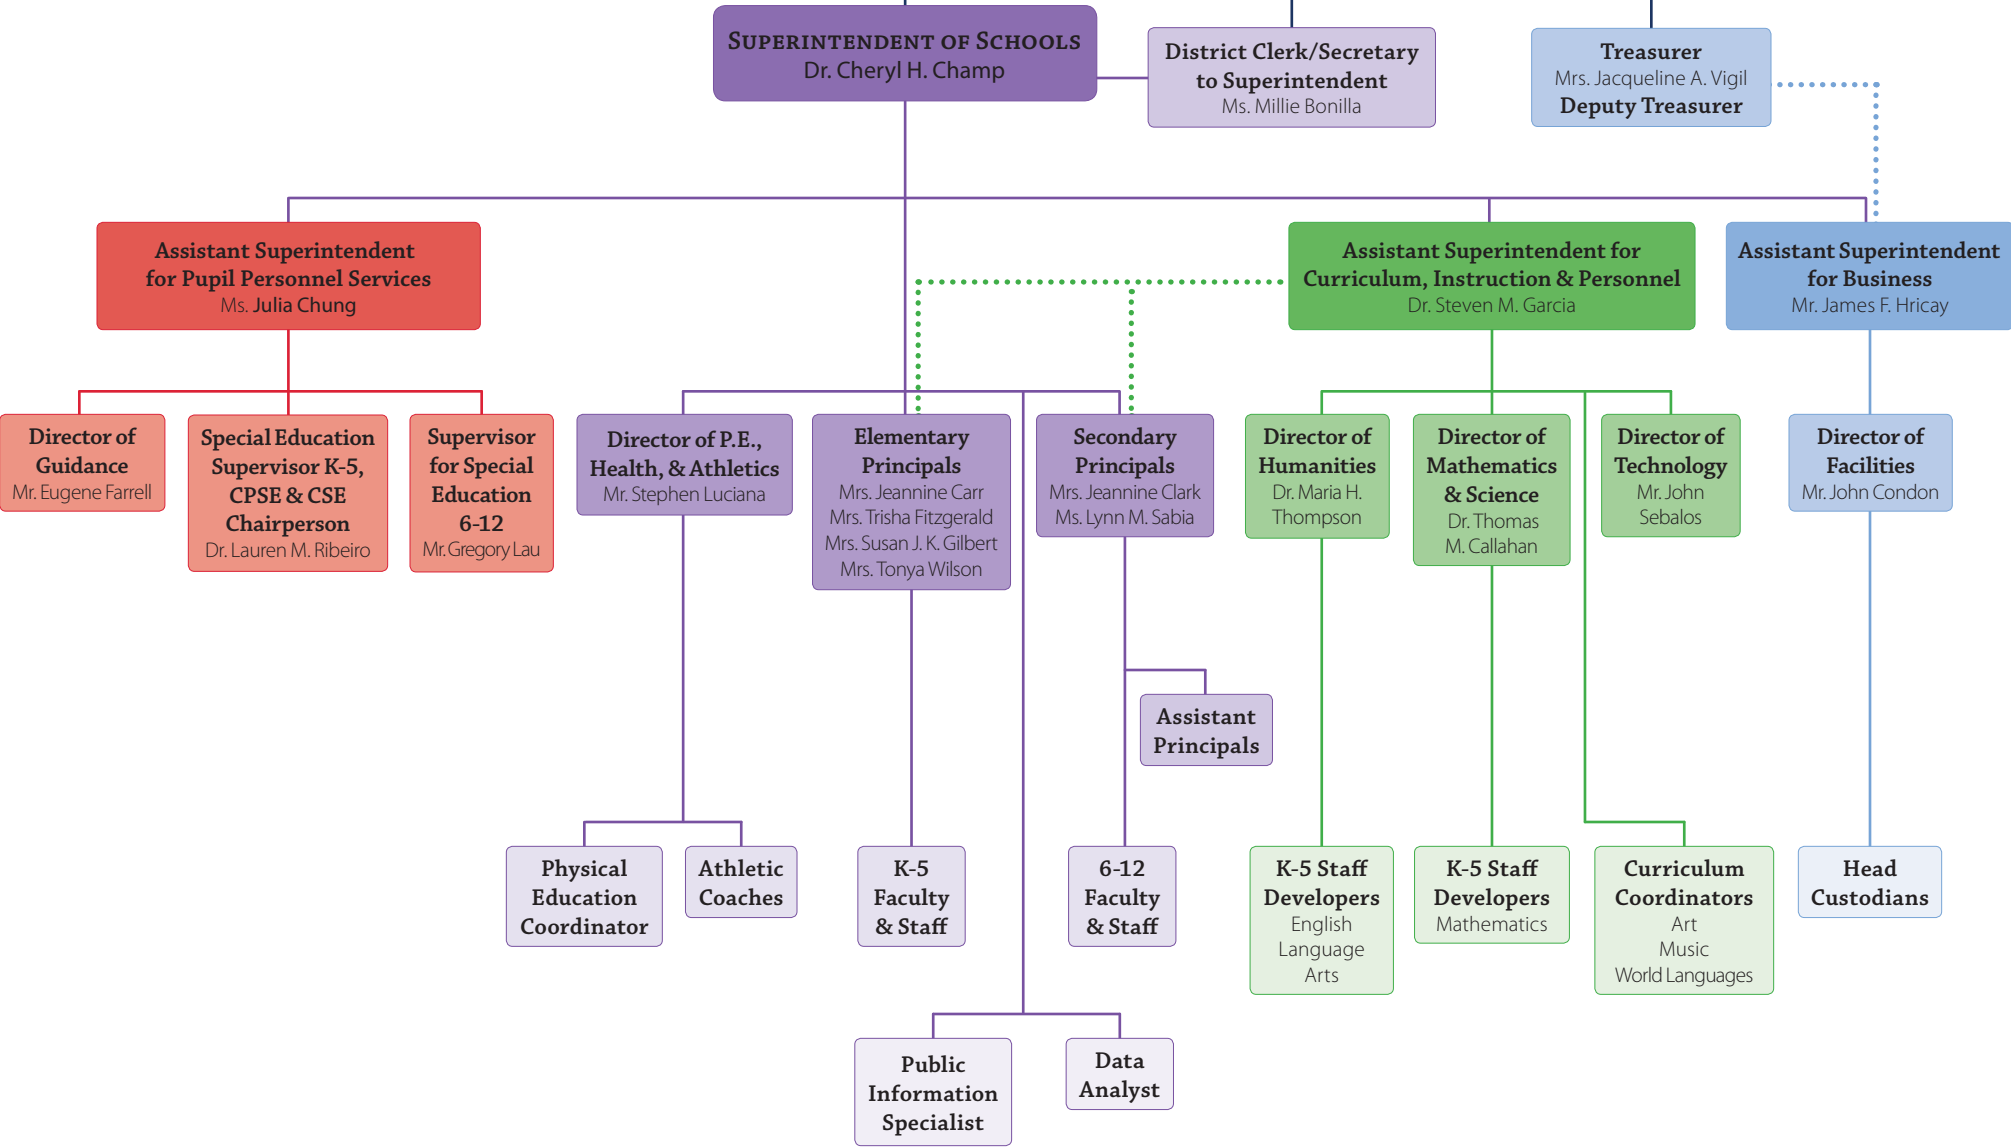 SUPERINTENDENT OF SCHOOLS
Dr. Cheryl H. Champ
District Clerk/Secretary
to Superintendent
Ms. Millie Bonilla
Treasurer
Mrs. Jacqueline A. Vigil
Deputy Treasurer
Assistant Superintendent
for Pupil Personnel Services
Ms. Julia Chung
Assistant Superintendent for
Curriculum, Instruction & Personnel
Dr. Steven M. Garcia
Assistant Superintendent
for Business
Mr. James F. Hricay
Director of
Guidance
Mr. Eugene Farrell
Special Education
Supervisor K-5,
CPSE & CSE
Chairperson
Dr. Lauren M. Ribeiro
Supervisor
for Special
Education
6-12
Mr. Gregory Lau
Director of P.E.,
Health, & Athletics
Mr. Stephen Luciana
Elementary
Principals
Mrs. Jeannine Carr
Mrs. Trisha Fitzgerald
Mrs. Susan J. K. Gilbert
Mrs. Tonya Wilson
Secondary
Principals
Mrs. Jeannine Clark
Ms. Lynn M. Sabia
Director of
Humanities
Dr. Maria H.
Thompson
Director of
Mathematics
& Science
Dr. Thomas
M. Callahan
Director of
Technology
Mr. John
Sebalos
Director of
Facilities
Mr. John Condon
Assistant
Principals
Physical
Education
Coordinator
Athletic
Coaches
K-5
Faculty
& Staff
6-12
Faculty
& Staff
K-5 Staff
Developers
English
Language
Arts
K-5 Staff
Developers
Mathematics
Curriculum
Coordinators
Art
Music
World Languages
Head
Custodians
Public
Information
Specialist
Data
Analyst